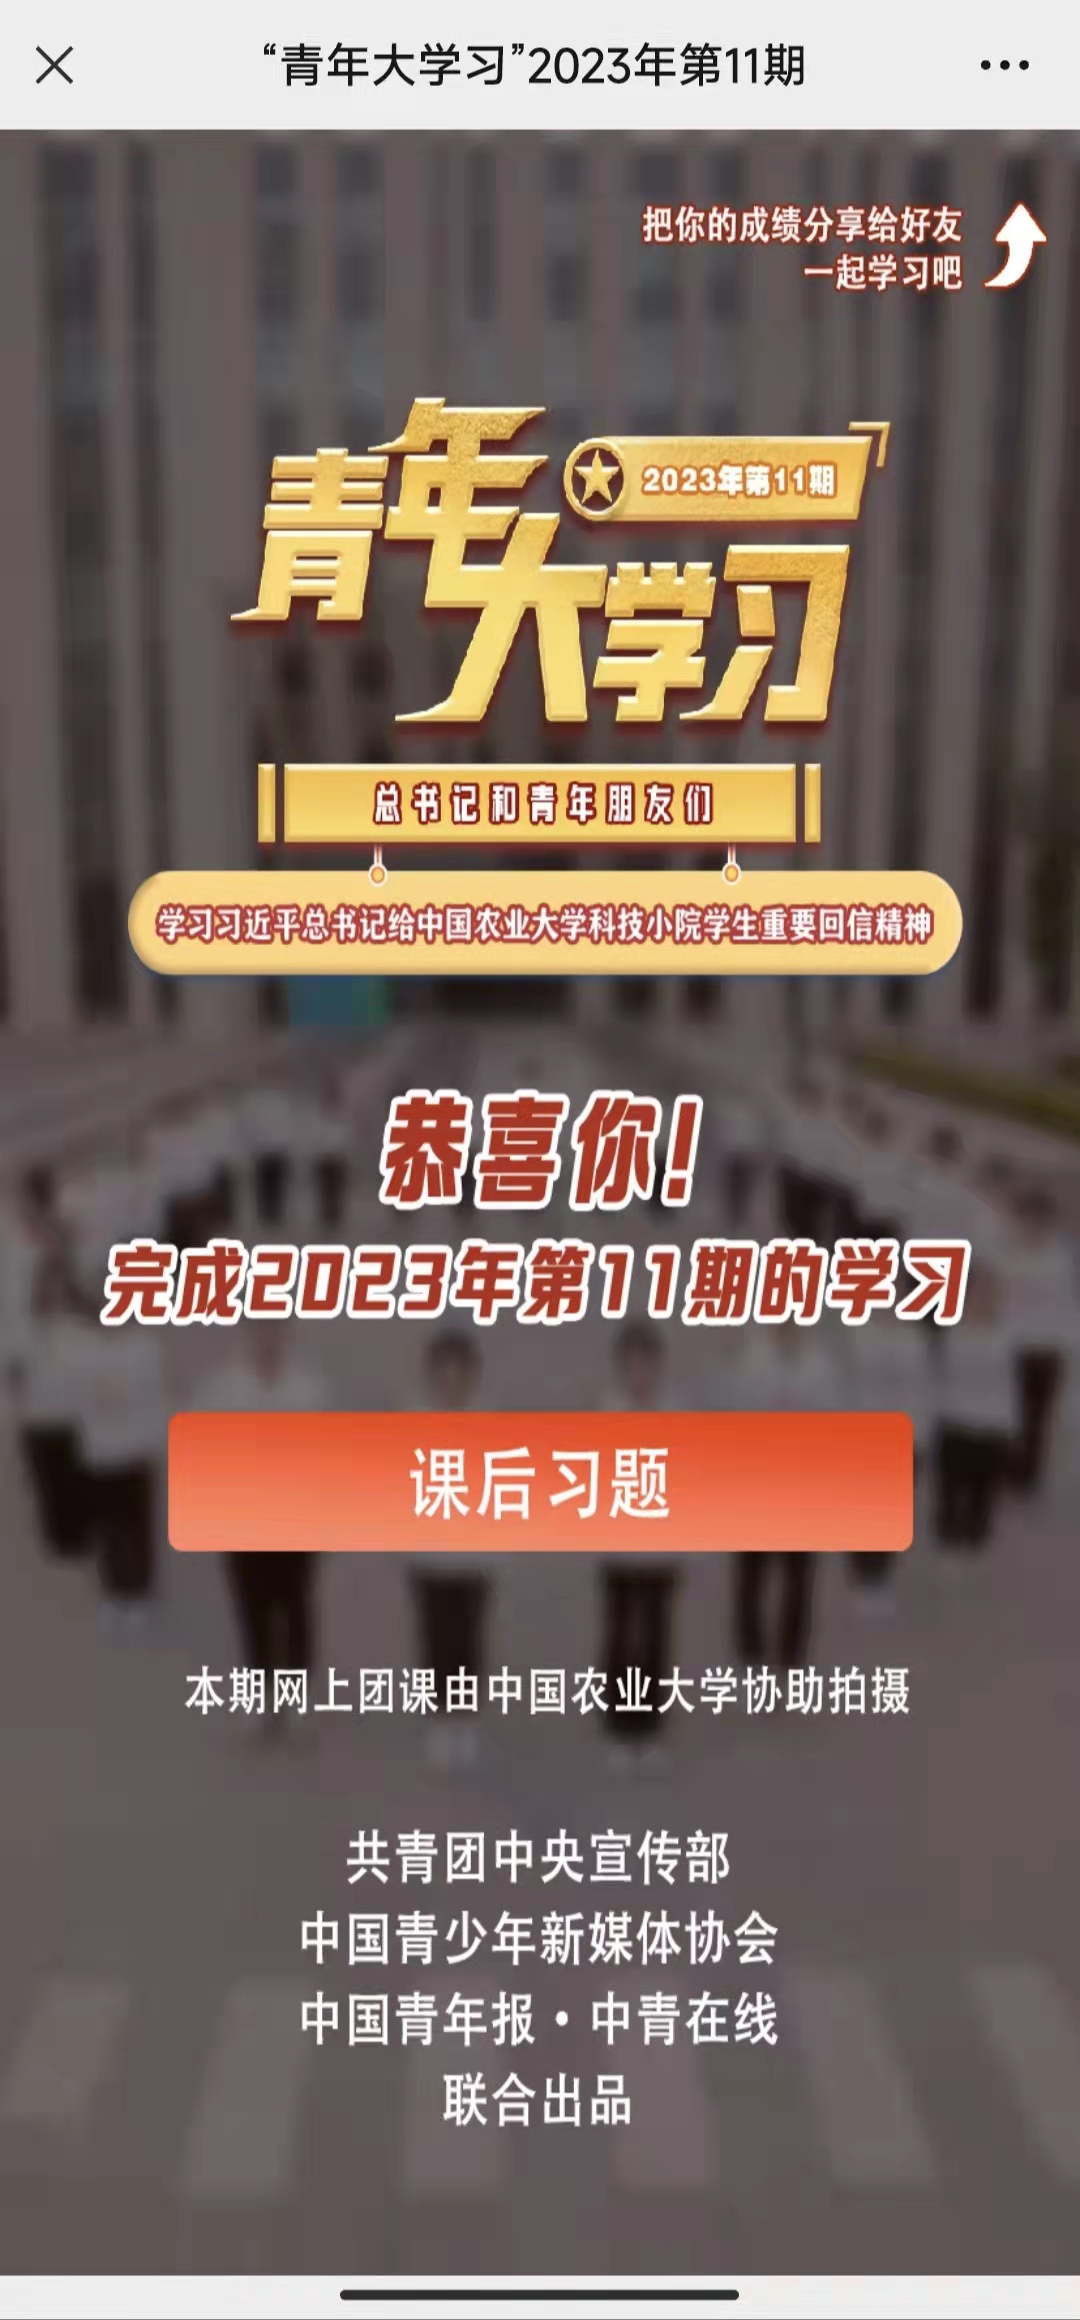 “青年大学习”2023年第11期
把你的成绩分享给好友
一起学习吧
青年大学习
2023年第11期
总书记和青年朋友们
学习习近平总书记给中国农业大学科技小院学生重要回信精神
恭喜你!
完成2023年第11期的学习
课后习题
本期网上团课由中国农业大学协助拍摄
共青团中央宣传部
中国青少年新媒体协会
中国青年报·中青在线
联合出品